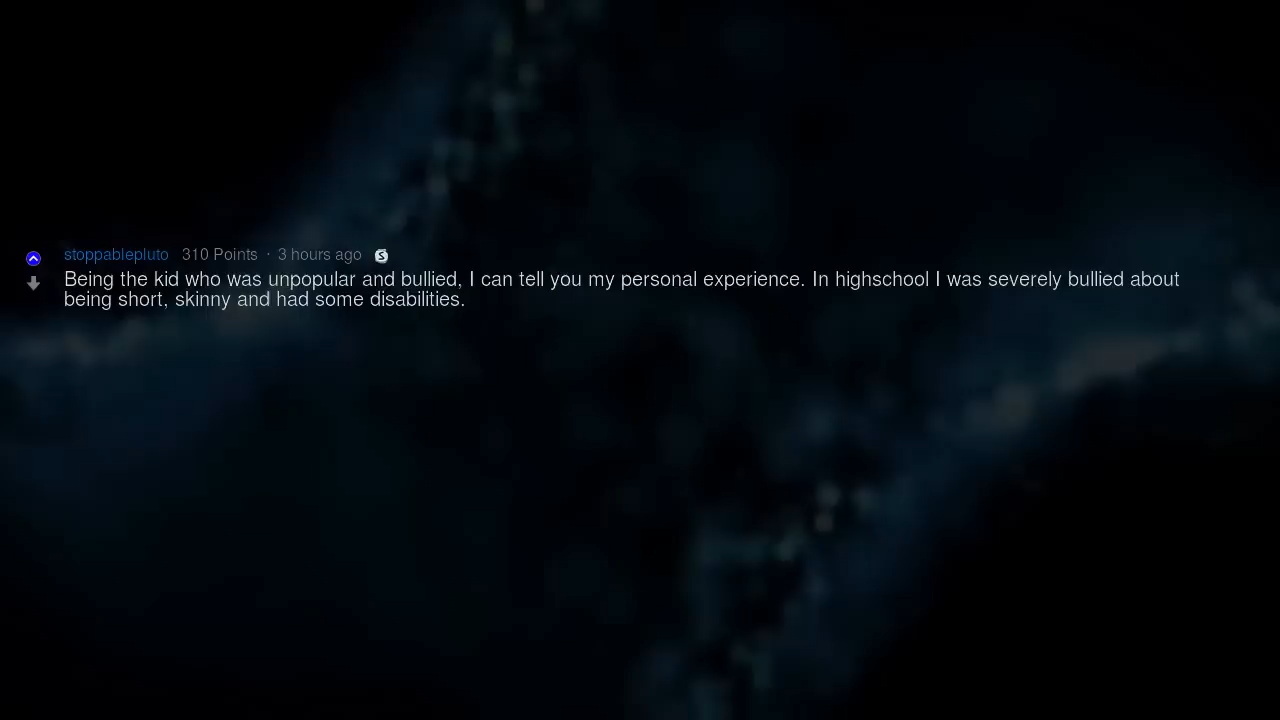 stoppablepluto 310 Points · 3 hours ago
Being the kid who was unpopular and bullied, I can tell you my personal experience. In highschool I was severely bullied about
being short, skinny and had some disabilities.